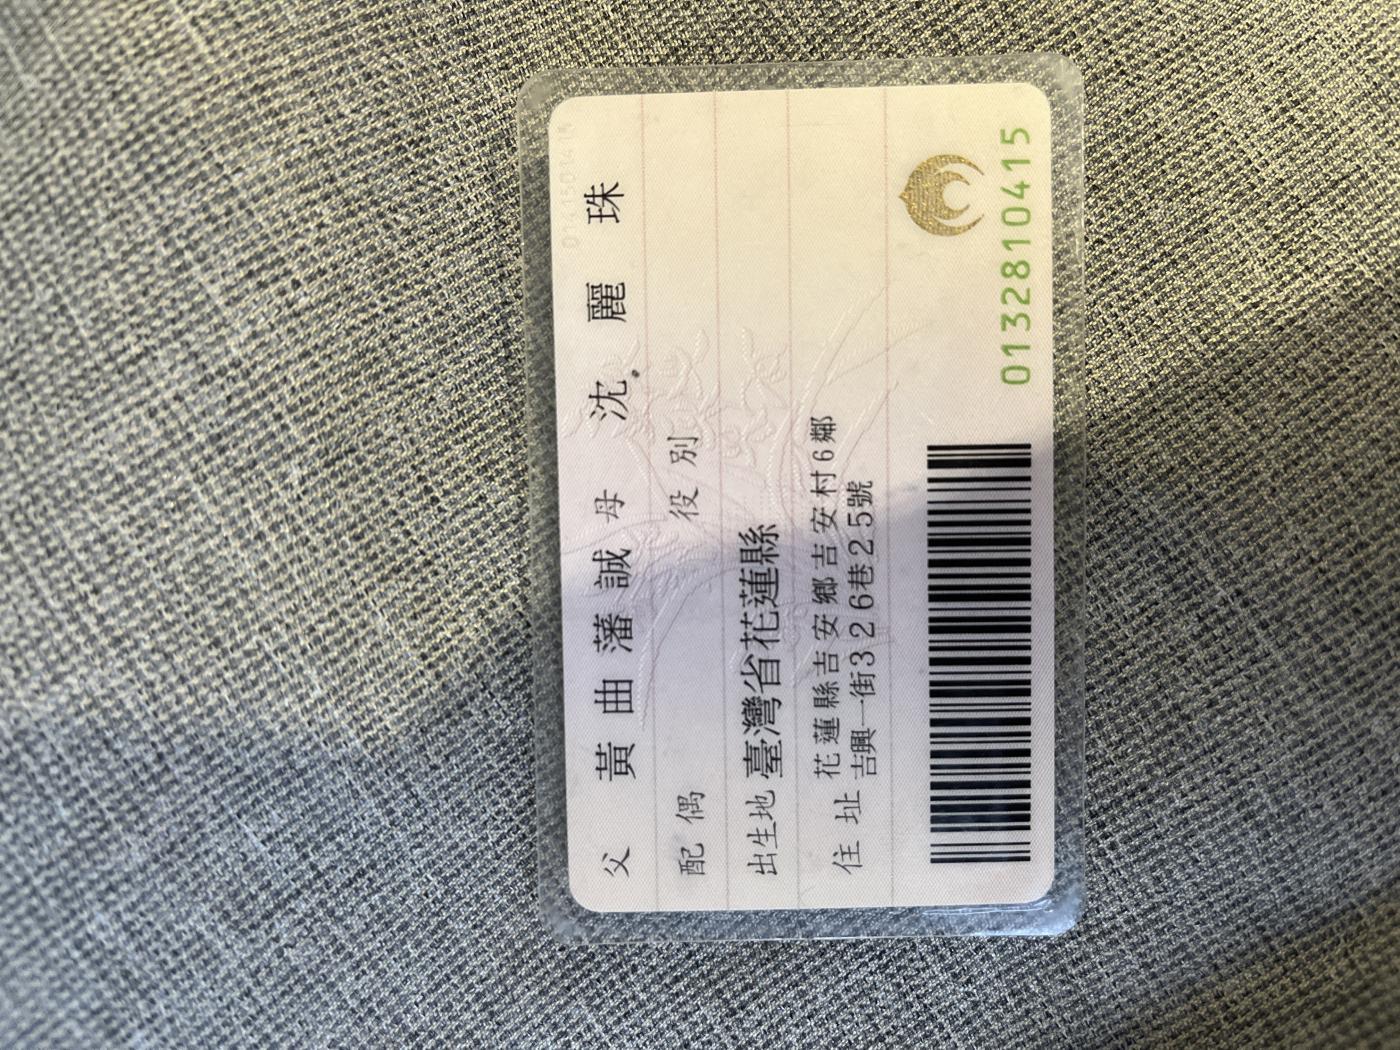 父 黃曲藩誠 母 沈麗珠
配偶 役別
出生地 臺灣省花蓮縣
住址 花蓮縣吉安鄉吉安村6鄰
吉興一街326巷25號
0132810415